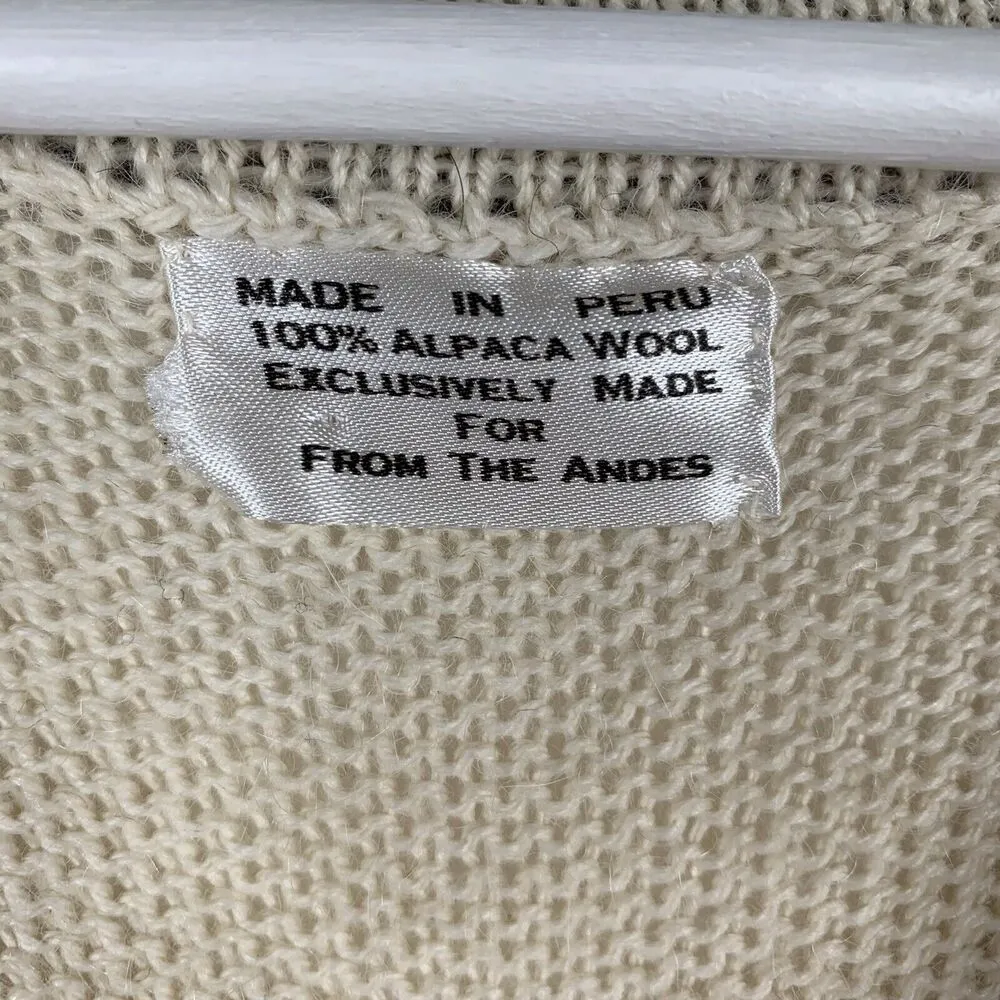 MADE IN PERU
100% ALPACA WOOL
EXCLUSIVELY MADE
FOR
FROM THE ANDES